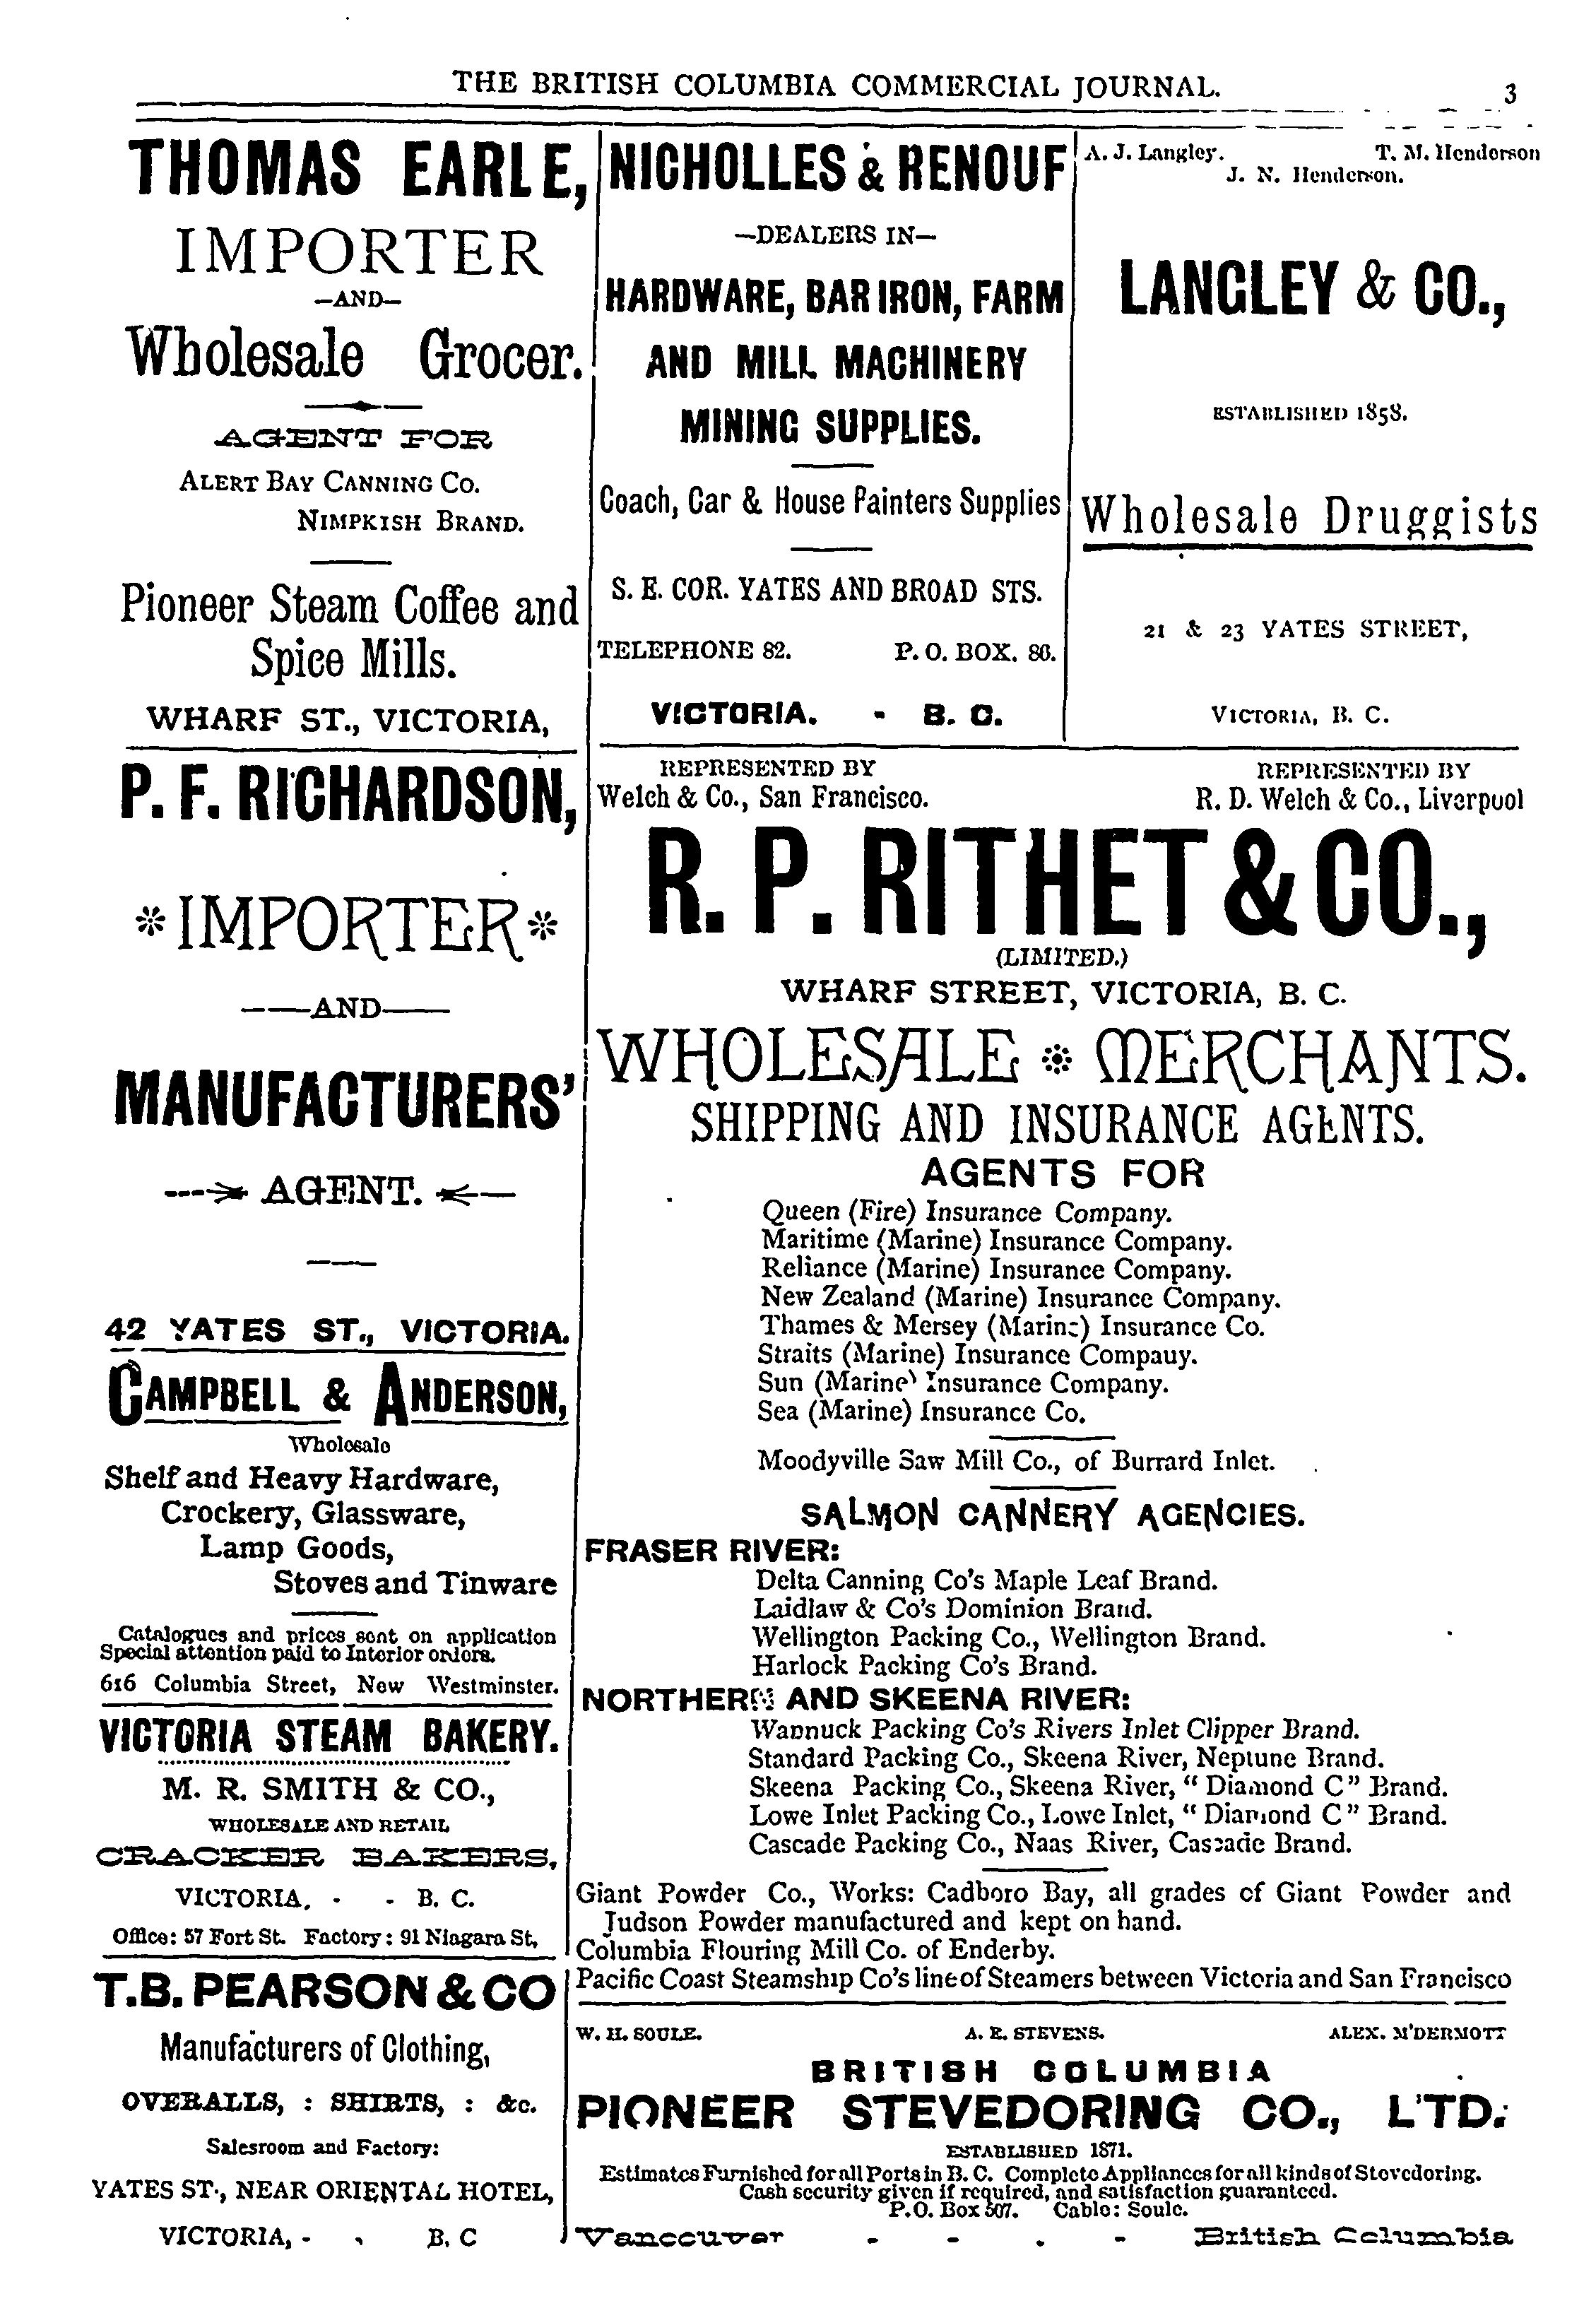 THE BRITISH COLUMBIA COMMERCIAL JOURNAL. 3
THOMAS EARLE,
IMPORTER
—AND—
Wholesale Grocer.
AGENT FOR
ALERT BAY CANNING CO.
NIMPKISH BRAND.
Pioneer Steam Coffee and
Spice Mills.
WHARF ST., VICTORIA,
P. F. RICHARDSON,
IMPORTER
——AND——
MANUFACTURERS'
AGENT.
42 YATES ST., VICTORIA.
CAMPBELL & ANDERSON,
Wholesale
Shelf and Heavy Hardware,
Crockery, Glassware,
Lamp Goods,
Stoves and Tinware
Catalogues and prices sent on application
Special attention paid to Interior orders.
616 Columbia Street, New Westminster.
VICTORIA STEAM BAKERY.
M. R. SMITH & CO.,
WHOLESALE AND RETAIL
CRACKER BAKERS,
VICTORIA, - - B. C.
Office: 57 Fort St. Factory: 91 Niagara St,
T.B. PEARSON & CO
Manufacturers of Clothing,
OVERALLS, : SHIRTS, : &c.
Salesroom and Factory:
YATES ST., NEAR ORIENTAL HOTEL,
VICTORIA, - - B. C
NICHOLLES & RENOUF
—DEALERS IN—
HARDWARE, BAR IRON, FARM
AND MILL MACHINERY
MINING SUPPLIES.
Coach, Car & House Painters Supplies
S. E. COR. YATES AND BROAD STS.
TELEPHONE 82. P. O. BOX. 86.
VICTORIA. - B. C.
A. J. Langley. T. M. Henderson
J. N. Henderson.
LANGLEY & CO.,
ESTABLISHED 1858.
Wholesale Druggists
21 & 23 YATES STREET,
VICTORIA, B. C.
REPRESENTED BY REPRESENTED BY
Welch & Co., San Francisco. R. D. Welch & Co., Liverpool
R. P. RITHET & CO.,
(LIMITED.)
WHARF STREET, VICTORIA, B. C.
WHOLESALE MERCHANTS.
SHIPPING AND INSURANCE AGENTS.
AGENTS FOR
Queen (Fire) Insurance Company.
Maritime (Marine) Insurance Company.
Reliance (Marine) Insurance Company.
New Zealand (Marine) Insurance Company.
Thames & Mersey (Marine) Insurance Co.
Straits (Marine) Insurance Compauy.
Sun (Marine) Insurance Company.
Sea (Marine) Insurance Co.
Moodyville Saw Mill Co., of Burrard Inlet.
SALMON CANNERY AGENCIES.
FRASER RIVER:
Delta Canning Co's Maple Leaf Brand.
Laidlaw & Co's Dominion Brand.
Wellington Packing Co., Wellington Brand.
Harlock Packing Co's Brand.
NORTHERN AND SKEENA RIVER:
Wannuck Packing Co's Rivers Inlet Clipper Brand.
Standard Packing Co., Skeena River, Neptune Brand.
Skeena Packing Co., Skeena River, " Diamond C" Brand.
Lowe Inlet Packing Co., Lowe Inlet, " Diamond C " Brand.
Cascade Packing Co., Naas River, Cascade Brand.
Giant Powder Co., Works: Cadboro Bay, all grades of Giant Powder and
Judson Powder manufactured and kept on hand.
Columbia Flouring Mill Co. of Enderby.
Pacific Coast Steamship Co's line of Steamers between Victoria and San Francisco
W. H. SOULE. A. E. STEVENS. ALEX. M'DERMOTT
BRITISH COLUMBIA
PIONEER STEVEDORING CO., L'TD.
ESTABLISHED 1871.
Estimates Furnished for all Ports in B. C. Complete Appliances for all kinds of Stevedoring.
Cash security given if required, and satisfaction guaranteed.
P.O. Box 507. Cable: Soule.
Vancouver - - . - British Columbia